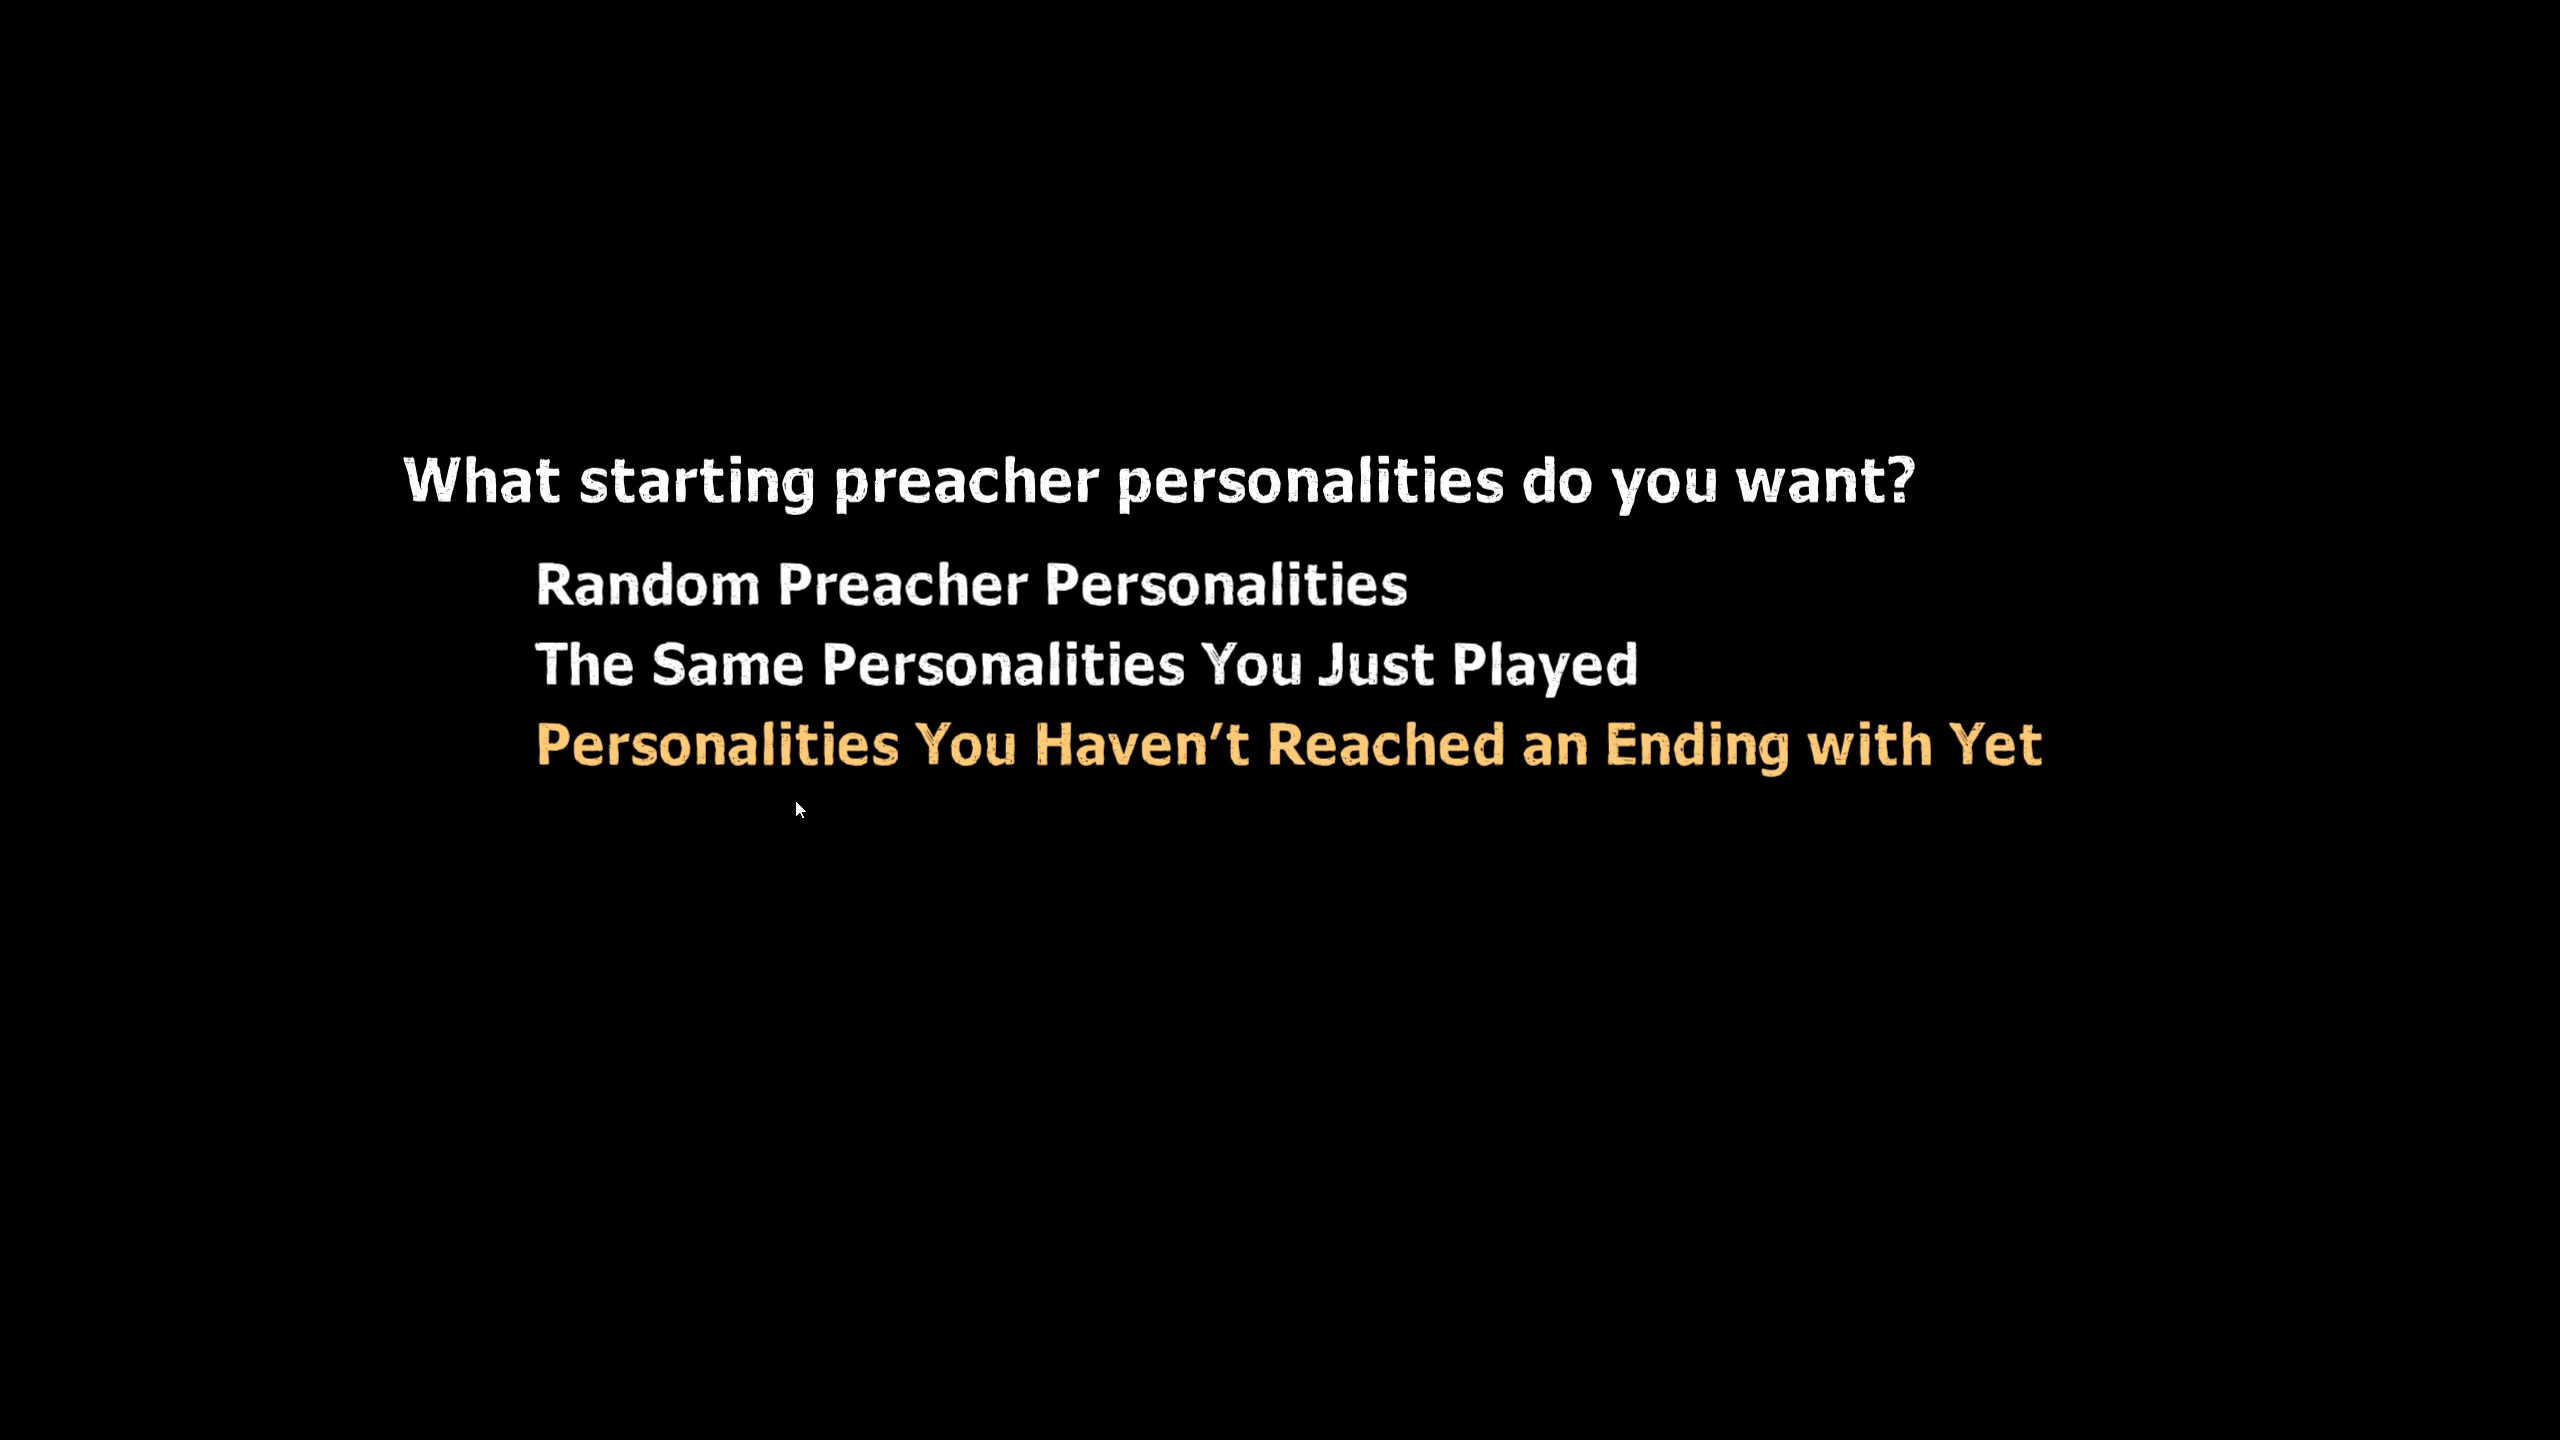 What starting preacher personalities do you want?
Random Preacher Personalities
The Same Personalities You Just Played
Personalities You Haven’t Reached an Ending with Yet